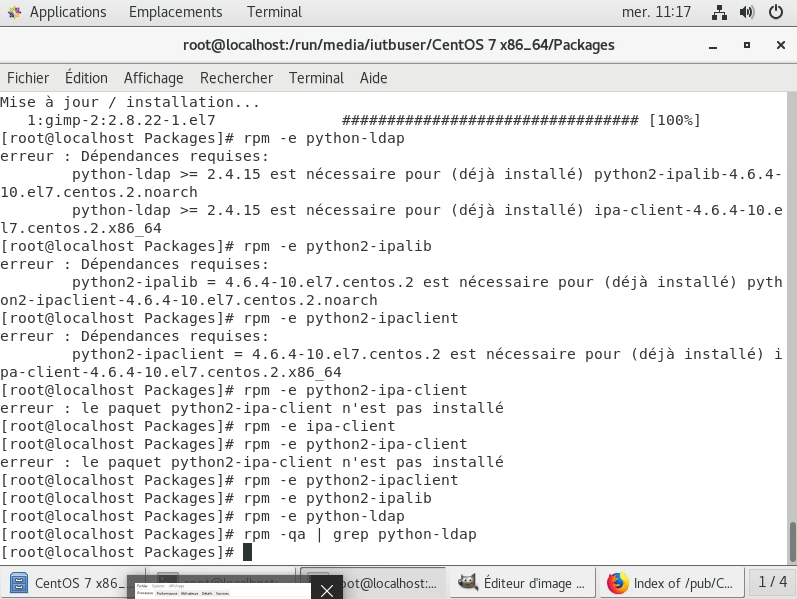 Applications Emplacements Terminal mer. 11:17
root@localhost:/run/media/iutbuser/CentOS 7 x86_64/Packages
Fichier Édition Affichage Rechercher Terminal Aide
Mise à jour / installation...
1:gimp-2:2.8.22-1.el7 ################################# [100%]
[root@localhost Packages]# rpm -e python-ldap
erreur : Dépendances requises:
python-ldap >= 2.4.15 est nécessaire pour (déjà installé) python2-ipalib-4.6.4-
10.el7.centos.2.noarch
python-ldap >= 2.4.15 est nécessaire pour (déjà installé) ipa-client-4.6.4-10.e
l7.centos.2.x86_64
[root@localhost Packages]# rpm -e python2-ipalib
erreur : Dépendances requises:
python2-ipalib = 4.6.4-10.el7.centos.2 est nécessaire pour (déjà installé) pyth
on2-ipaclient-4.6.4-10.el7.centos.2.noarch
[root@localhost Packages]# rpm -e python2-ipaclient
erreur : Dépendances requises:
python2-ipaclient = 4.6.4-10.el7.centos.2 est nécessaire pour (déjà installé) i
pa-client-4.6.4-10.el7.centos.2.x86_64
[root@localhost Packages]# rpm -e python2-ipa-client
erreur : le paquet python2-ipa-client n'est pas installé
[root@localhost Packages]# rpm -e ipa-client
[root@localhost Packages]# rpm -e python2-ipa-client
erreur : le paquet python2-ipa-client n'est pas installé
[root@localhost Packages]# rpm -e python2-ipaclient
[root@localhost Packages]# rpm -e python2-ipalib
[root@localhost Packages]# rpm -e python-ldap
[root@localhost Packages]# rpm -qa | grep python-ldap
[root@localhost Packages]#
CentOS 7 x86_... root@localhost:... Éditeur d'image ... Index of /pub/C... 1 / 4